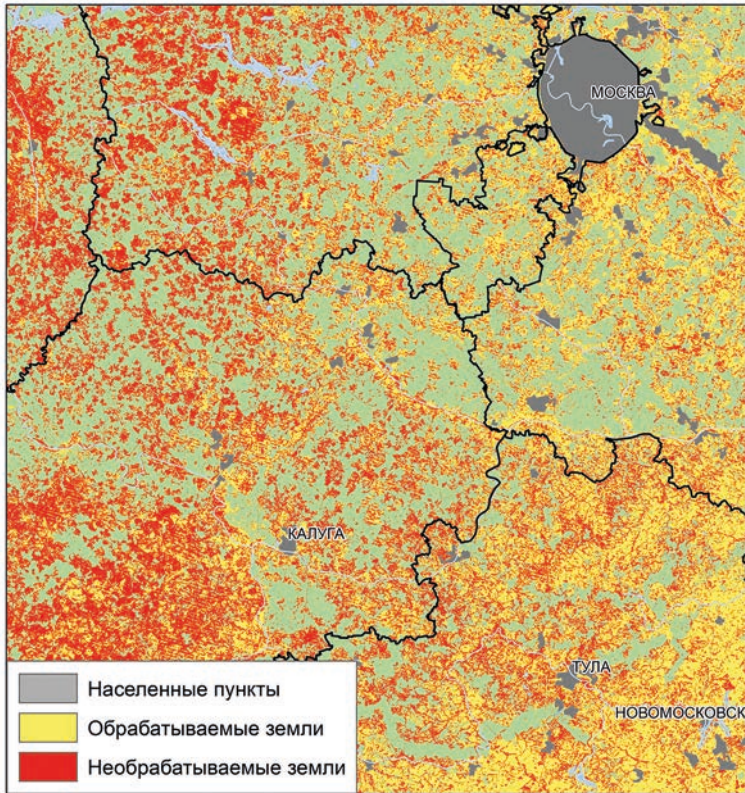 МОСКВА
КАЛУГА
ТУЛА
НОВОМОСКОВСК
Населенные пункты
Обрабатываемые земли
Необрабатываемые земли